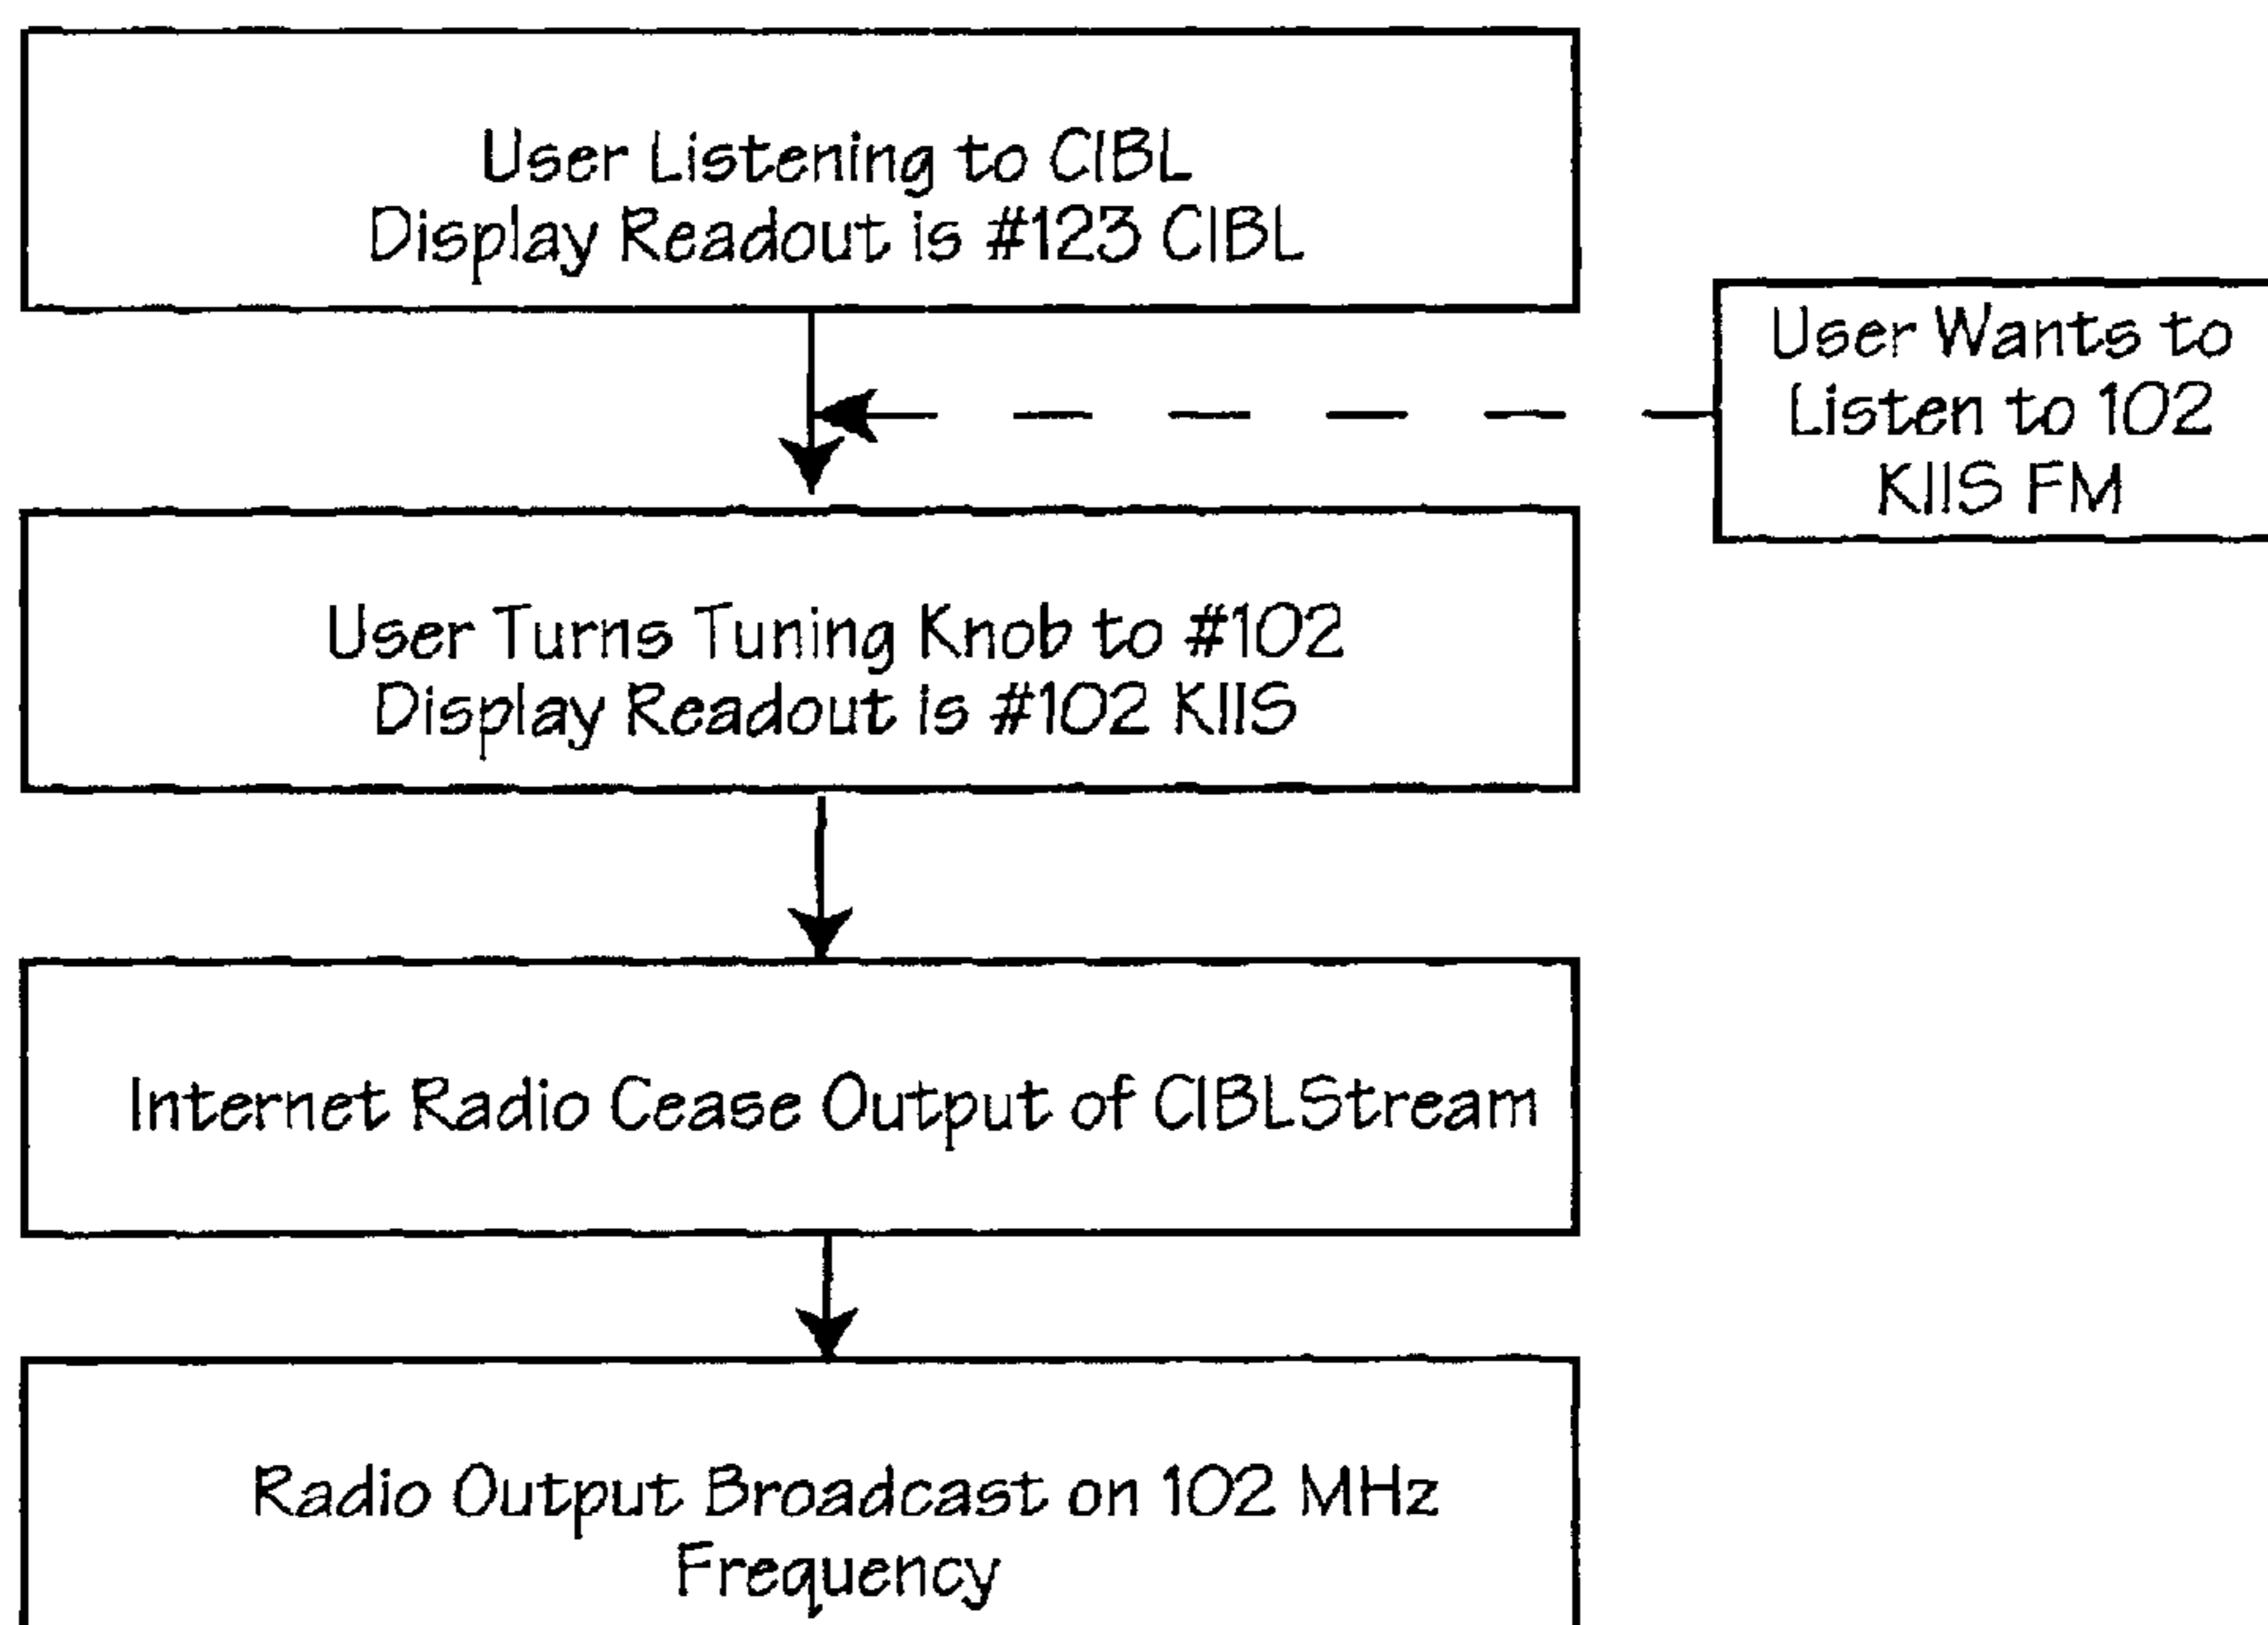 User Listening to CIBL
Display Readout is #123 CIBL
User Wants to
Listen to 102
KIIS FM
User Turns Tuning Knob to #102
Display Readout is #102 KIIS
Internet Radio Cease Output of CIBLStream
Radio Output Broadcast on 102 MHz
Frequency